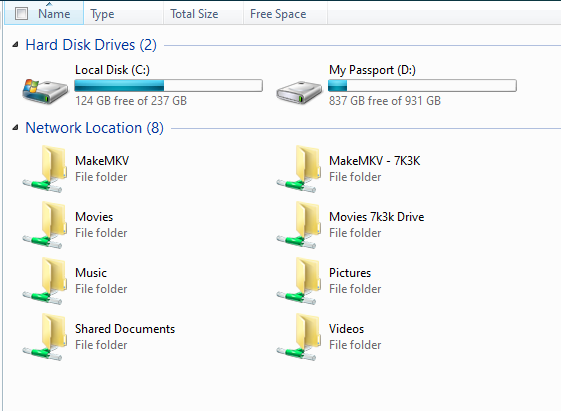 Name Type Total Size Free Space
Hard Disk Drives (2)
Local Disk (C:)
124 GB free of 237 GB
My Passport (D:)
837 GB free of 931 GB
Network Location (8)
MakeMKV
File folder
MakeMKV - 7K3K
File folder
Movies
File folder
Movies 7k3k Drive
File folder
Music
File folder
Pictures
File folder
Shared Documents
File folder
Videos
File folder